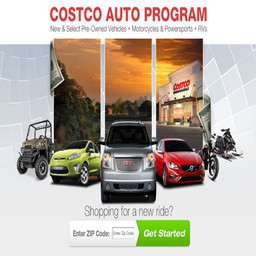 COSTCO AUTO PROGRAM
New & Select Pre-Owned Vehicles • Motorcycles & Powersports • RVs
Costco
Shopping for a new ride?
Enter ZIP Code: Enter Zip Code Get Started